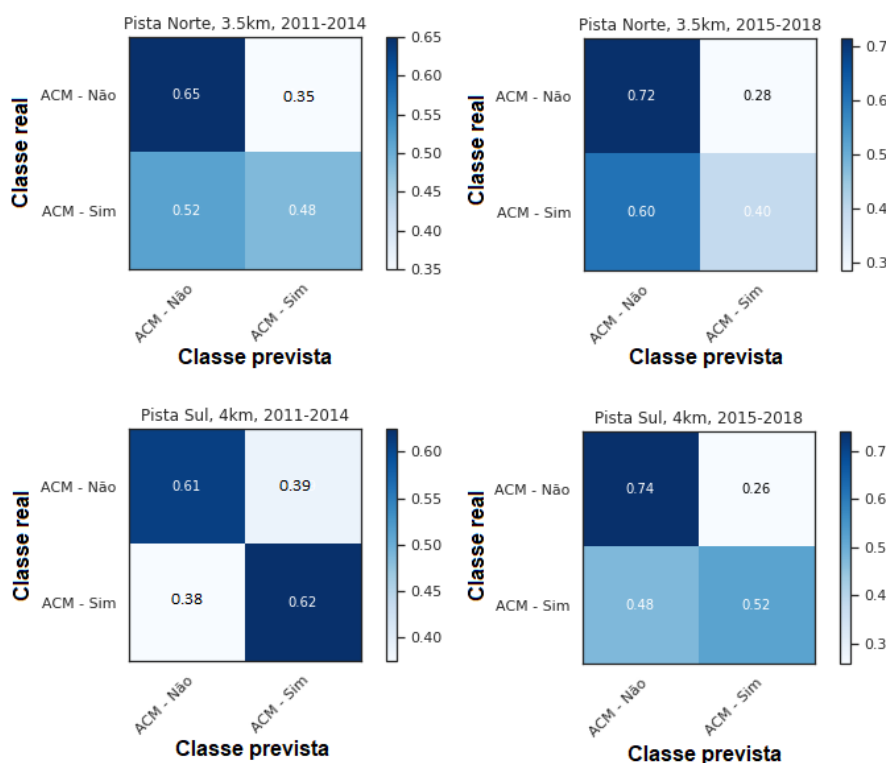 Pista Norte, 3.5km, 2011-2014
Classe real
ACM - Não
0.65
0.35
ACM - Sim
0.52
0.48
ACM - Não
ACM - Sim
Classe prevista
0.65
0.60
0.55
0.50
0.45
0.40
0.35
Pista Norte, 3.5km, 2015-2018
Classe real
ACM - Não
0.72
0.28
ACM - Sim
0.60
0.40
ACM - Não
ACM - Sim
Classe prevista
0.7
0.6
0.5
0.4
0.3
Pista Sul, 4km, 2011-2014
Classe real
ACM - Não
0.61
0.39
ACM - Sim
0.38
0.62
ACM - Não
ACM - Sim
Classe prevista
0.60
0.55
0.50
0.45
0.40
Pista Sul, 4km, 2015-2018
Classe real
ACM - Não
0.74
0.26
ACM - Sim
0.48
0.52
ACM - Não
ACM - Sim
Classe prevista
0.7
0.6
0.5
0.4
0.3